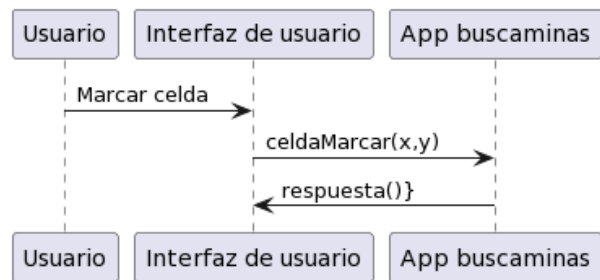 Usuario Interfaz de usuario App buscaminas
Marcar celda
celdaMarcar(x,y)
respuesta()}
Usuario Interfaz de usuario App buscaminas